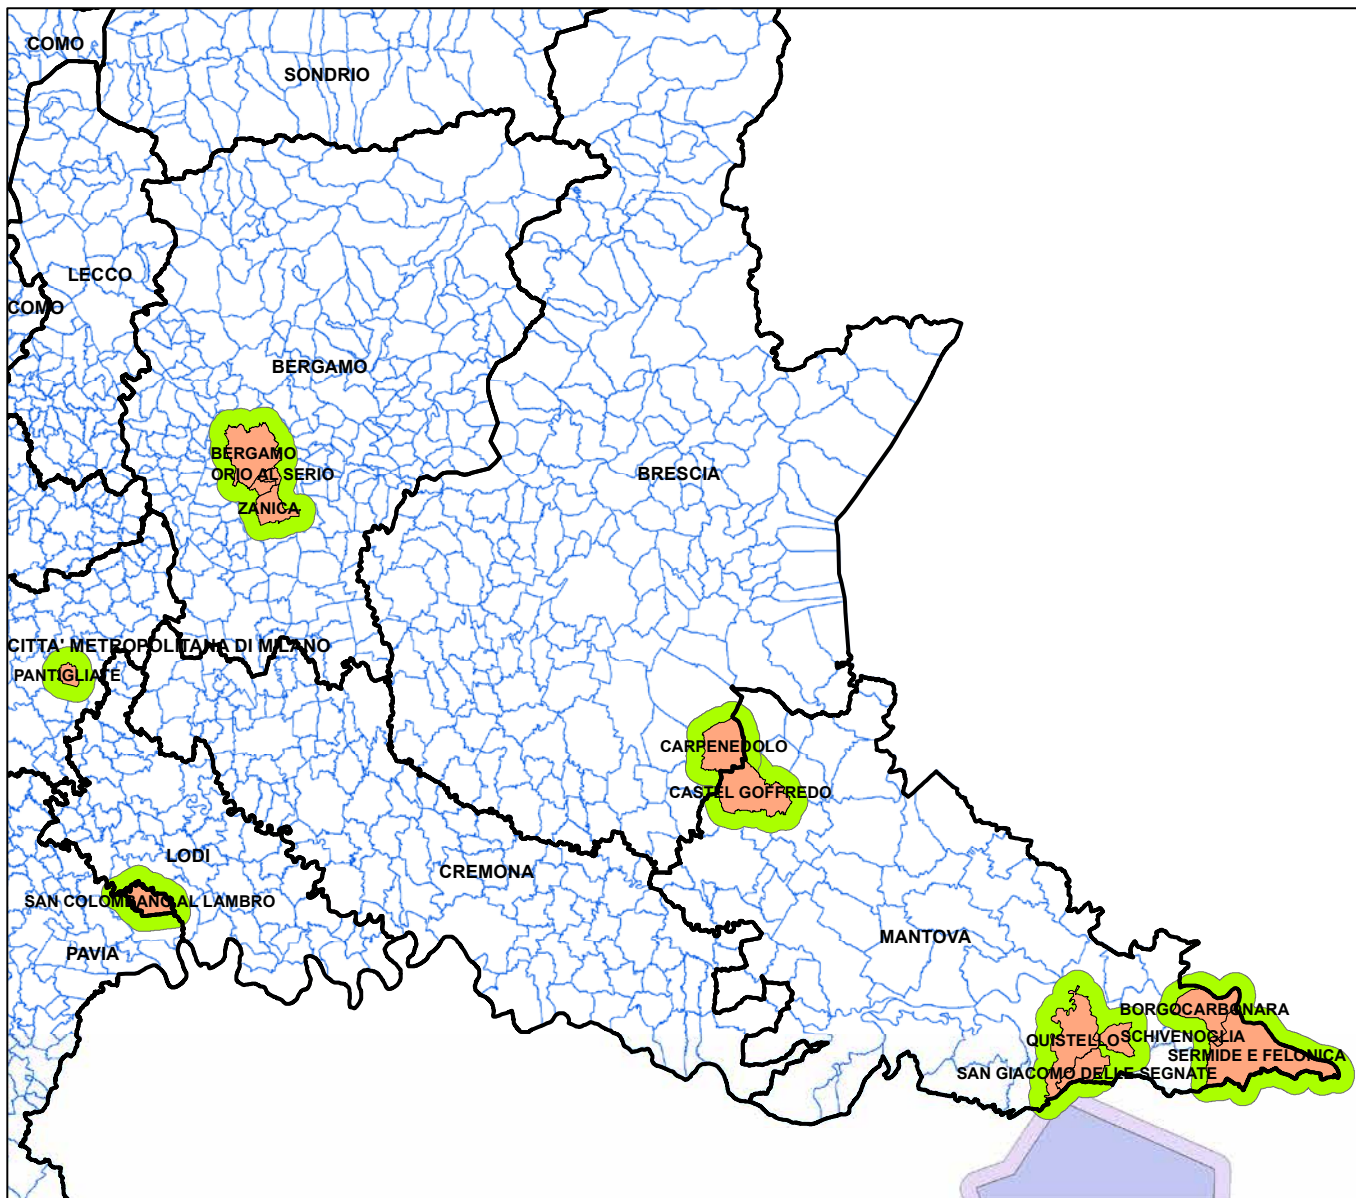 COMO
SONDRIO
LECCO
COMO
BERGAMO
BERGAMO
ORIO AL SERIO
BRESCIA
ZANICA
CITTA' METROPOLITANA DI MILANO
PANTIGLIATE
CARPENEDOLO
CASTEL GOFFREDO
LODI
CREMONA
SAN COLOMBANO AL LAMBRO
MANTOVA
PAVIA
BORGOCARBONARA
SCHIVENOGLIA
QUISTELLO
SERMIDE E FELONICA
SAN GIACOMO DELLE SEGNATE